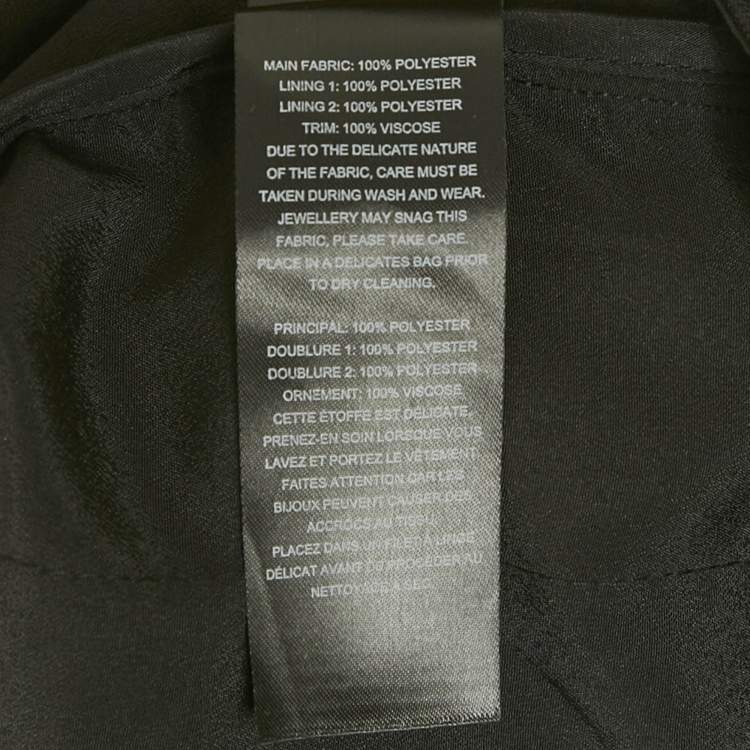 MAIN FABRIC: 100% POLYESTER
LINING 1: 100% POLYESTER
LINING 2: 100% POLYESTER
TRIM: 100% VISCOSE
DUE TO THE DELICATE NATURE
OF THE FABRIC, CARE MUST BE
TAKEN DURING WASH AND WEAR.
JEWELLERY MAY SNAG THIS
FABRIC, PLEASE TAKE CARE.
PLACE IN A DELICATES BAG PRIOR
TO DRY CLEANING.
PRINCIPAL: 100% POLYESTER
DOUBLURE 1: 100% POLYESTER
DOUBLURE 2: 100% POLYESTER
ORNEMENT: 100% VISCOSE
CETTE ÉTOFFE EST DÉLICATE,
PRENEZ-EN SOIN LORSQUE VOUS
LAVEZ ET PORTEZ LE VÊTEMENT.
FAITES ATTENTION CAR LES
BIJOUX PEUVENT CAUSER DES
ACCROCS AU TISSU.
PLACEZ DANS UN FILET À LINGE
DÉLICAT AVANT DE PROCÉDER AU
NETTOYAGE À SEC.